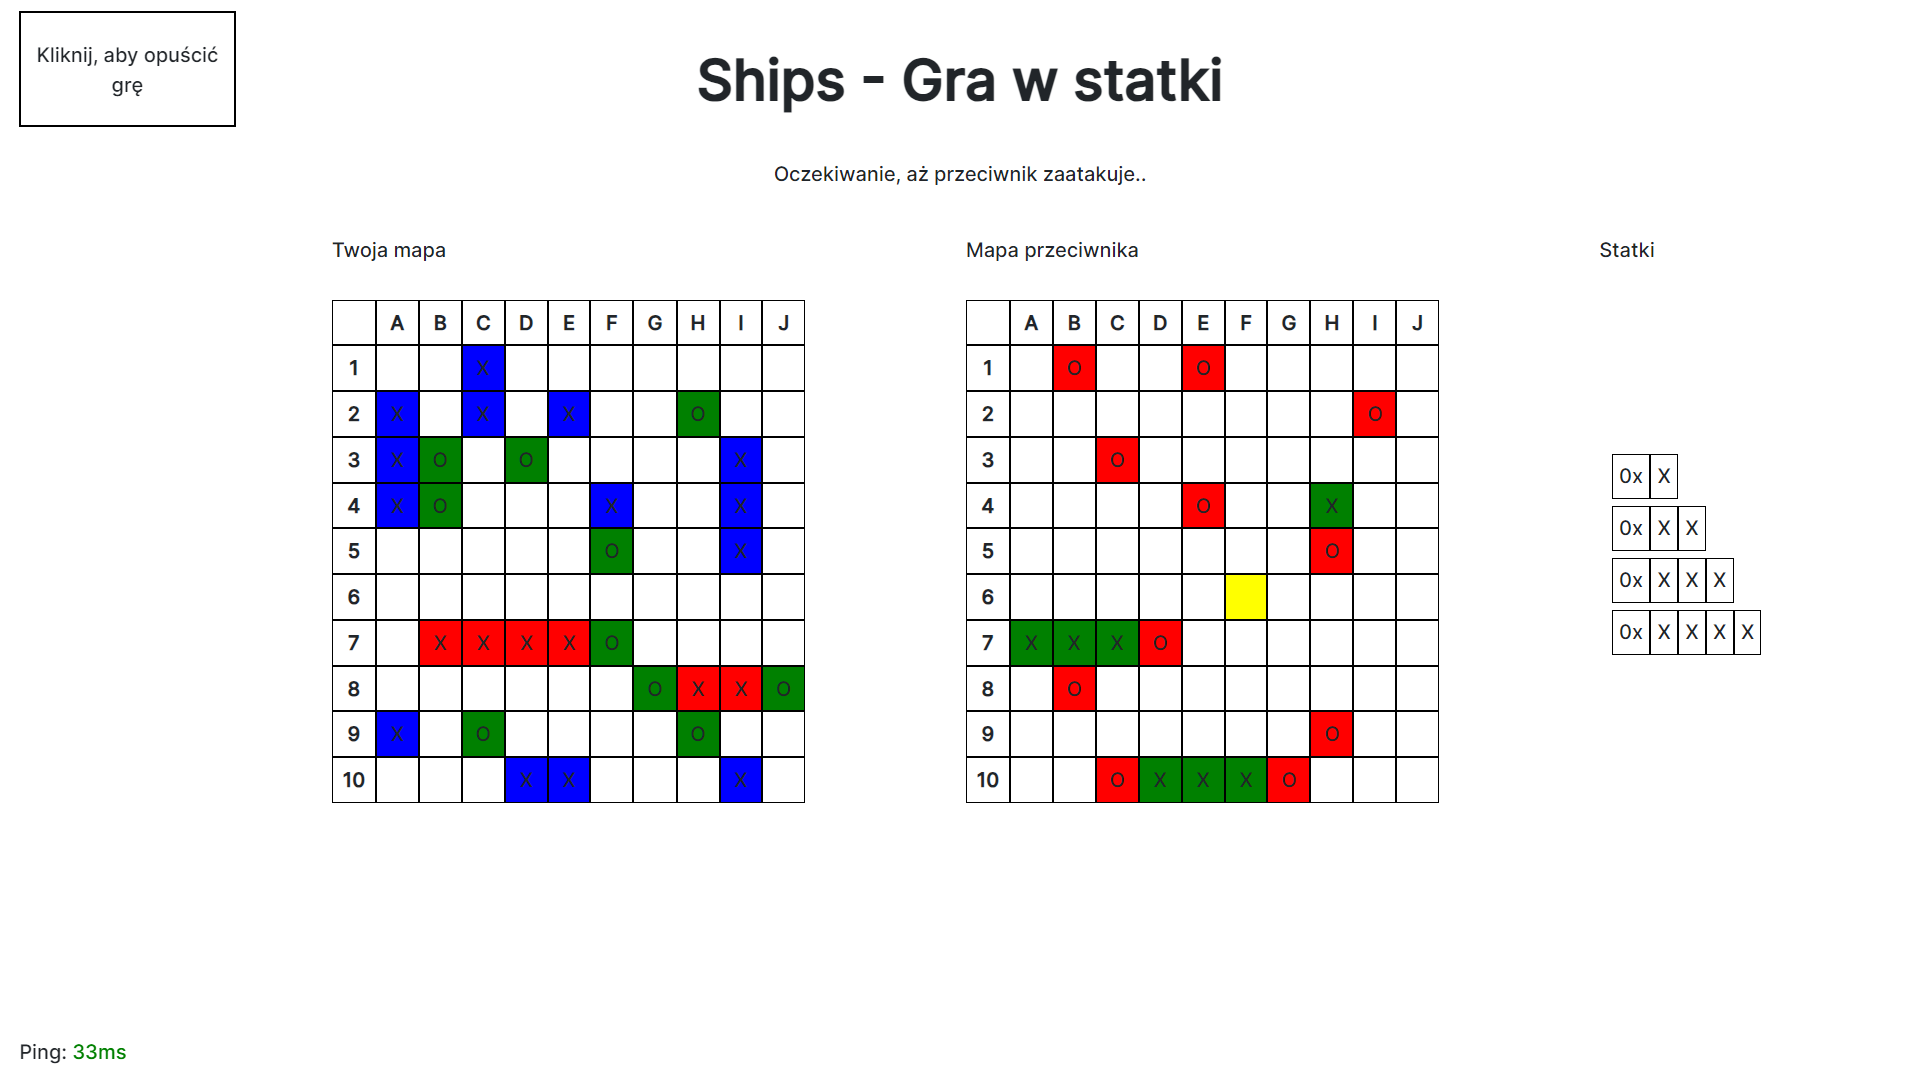 Kliknij, aby opuścić
grę
Ships - Gra w statki
Oczekiwanie, aż przeciwnik zaatakuje..
Twoja mapa
A B C D E F G H I J
1 X
2 X X X O
3 X O O X
4 X O X X
5 O X
6
7 X X X X O
8 O X X O
9 X O O
10 X X X
Mapa przeciwnika
A B C D E F G H I J
1 O O
2 O
3 O
4 O X
5 O
6
7 X X X O
8 O
9 O
10 O X X X O
Statki
0x X
0x X X
0x X X X
0x X X X X
Ping: 33ms